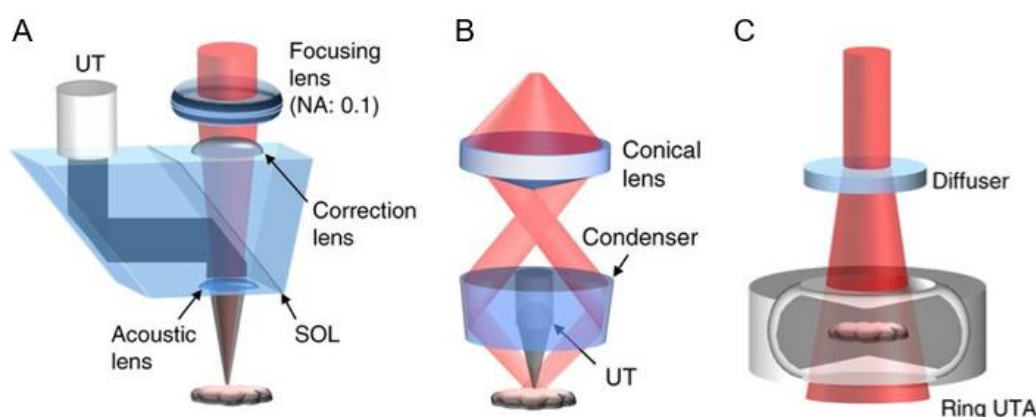 A
UT
Focusing
lens
(NA: 0.1)
Correction
lens
Acoustic
lens
SOL
B
Conical
lens
Condenser
UT
C
Diffuser
Ring UTA